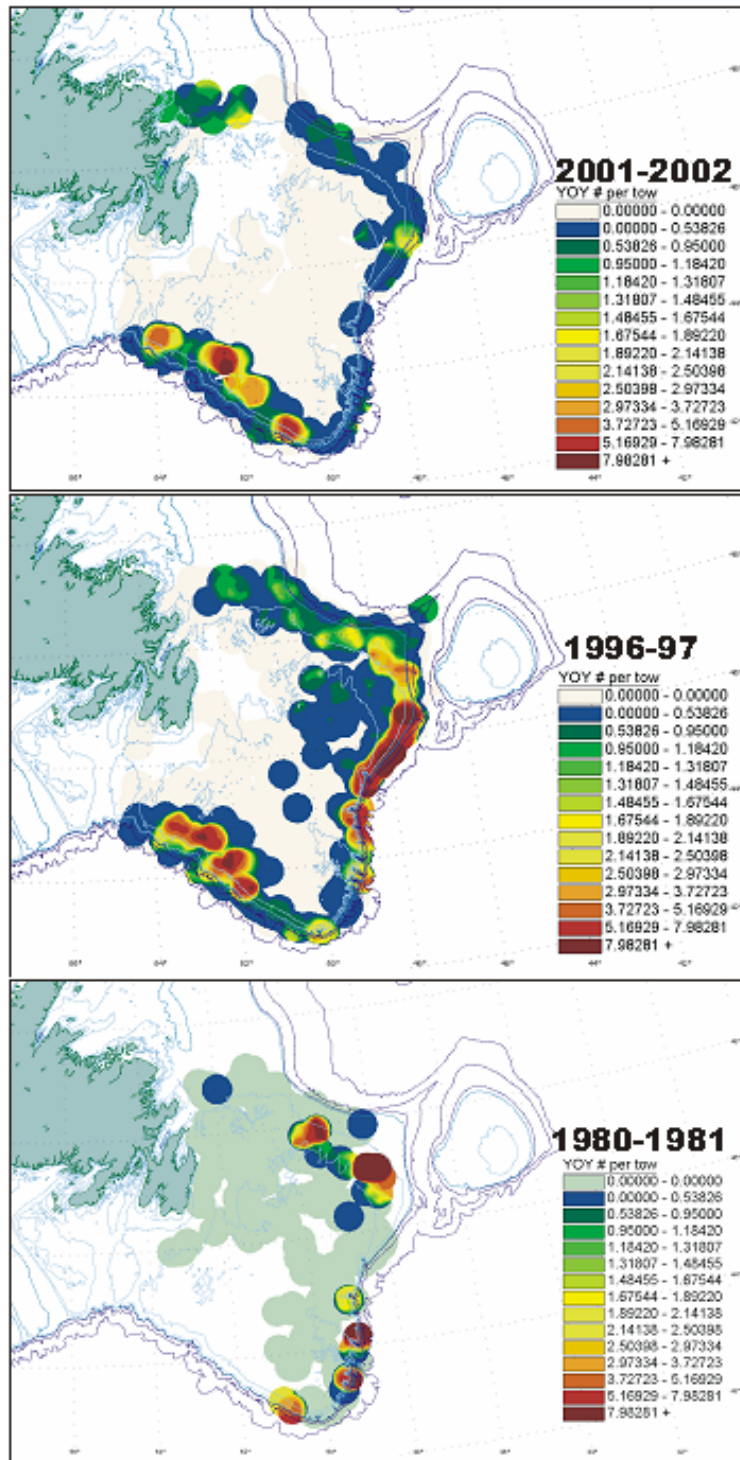 2001-2002
YOY # per tow
0.00000 - 0.00000
0.00000 - 0.53826
0.53826 - 0.95000
0.95000 - 1.18420
1.18420 - 1.31807
1.31807 - 1.48455
1.48455 - 1.67544
1.67544 - 1.89220
1.89220 - 2.14138
2.14138 - 2.50398
2.50398 - 2.97334
2.97334 - 3.72723
3.72723 - 5.16929
5.16929 - 7.98281
7.98281 +
1996-97
YOY # per tow
0.00000 - 0.00000
0.00000 - 0.53826
0.53826 - 0.95000
0.95000 - 1.18420
1.18420 - 1.31807
1.31807 - 1.48455
1.48455 - 1.67544
1.67544 - 1.89220
1.89220 - 2.14138
2.14138 - 2.50398
2.50398 - 2.97334
2.97334 - 3.72723
3.72723 - 5.16929
5.16929 - 7.98281
7.98281 +
1980-1981
YOY # per tow
0.00000 - 0.00000
0.00000 - 0.53826
0.53826 - 0.95000
0.95000 - 1.18420
1.18420 - 1.31807
1.31807 - 1.48455
1.48455 - 1.67544
1.67544 - 1.89220
1.89220 - 2.14138
2.14138 - 2.50398
2.50398 - 2.97334
2.97334 - 3.72723
3.72723 - 5.16929
5.16929 - 7.98281
7.98281 +